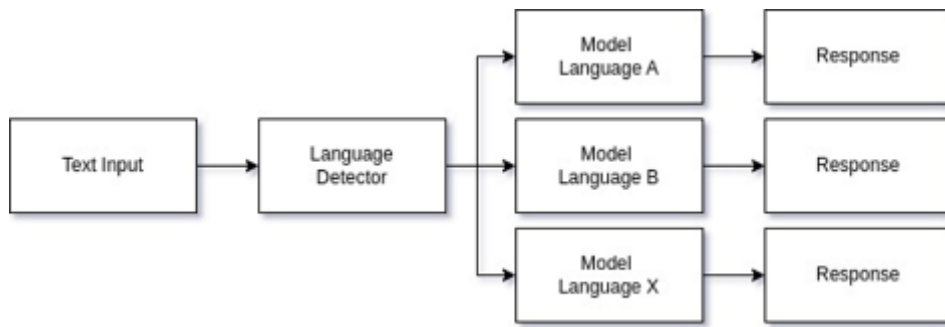 Text Input
Language
Detector
Model
Language A
Response
Model
Language B
Response
Model
Language X
Response